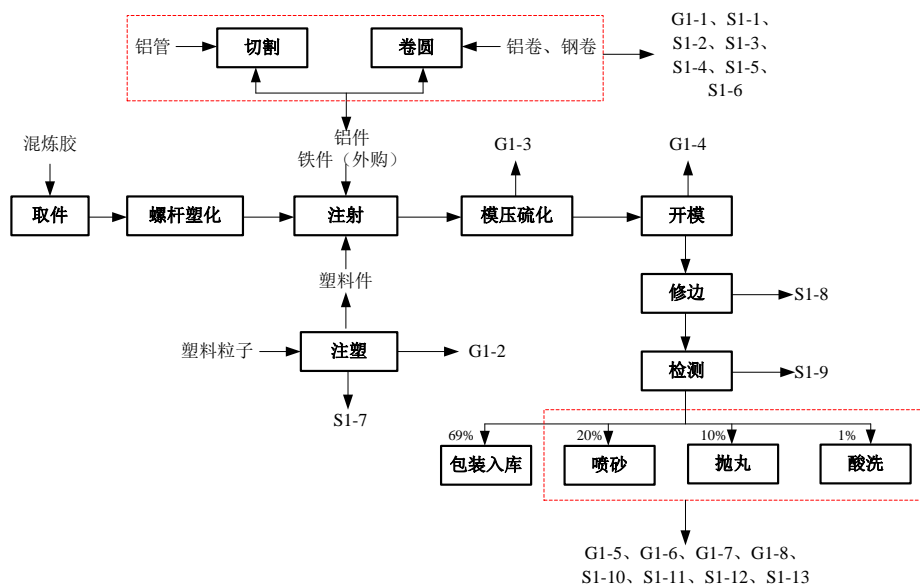 G1-1、S1-1、
铝管
切割
卷圆
铝卷、钢卷
S1-2、S1-3、
S1-4、S1-5、
S1-6
混炼胶
铝件
铁件（外购）
G1-3
G1-4
取件
螺杆塑化
注射
模压硫化
开模
塑料件
修边
S1-8
塑料粒子
注塑
G1-2
检测
S1-9
S1-7
69%
20%
10%
1%
包装入库
喷砂
抛丸
酸洗
G1-5、G1-6、G1-7、G1-8、
S1-10、S1-11、S1-12、S1-13